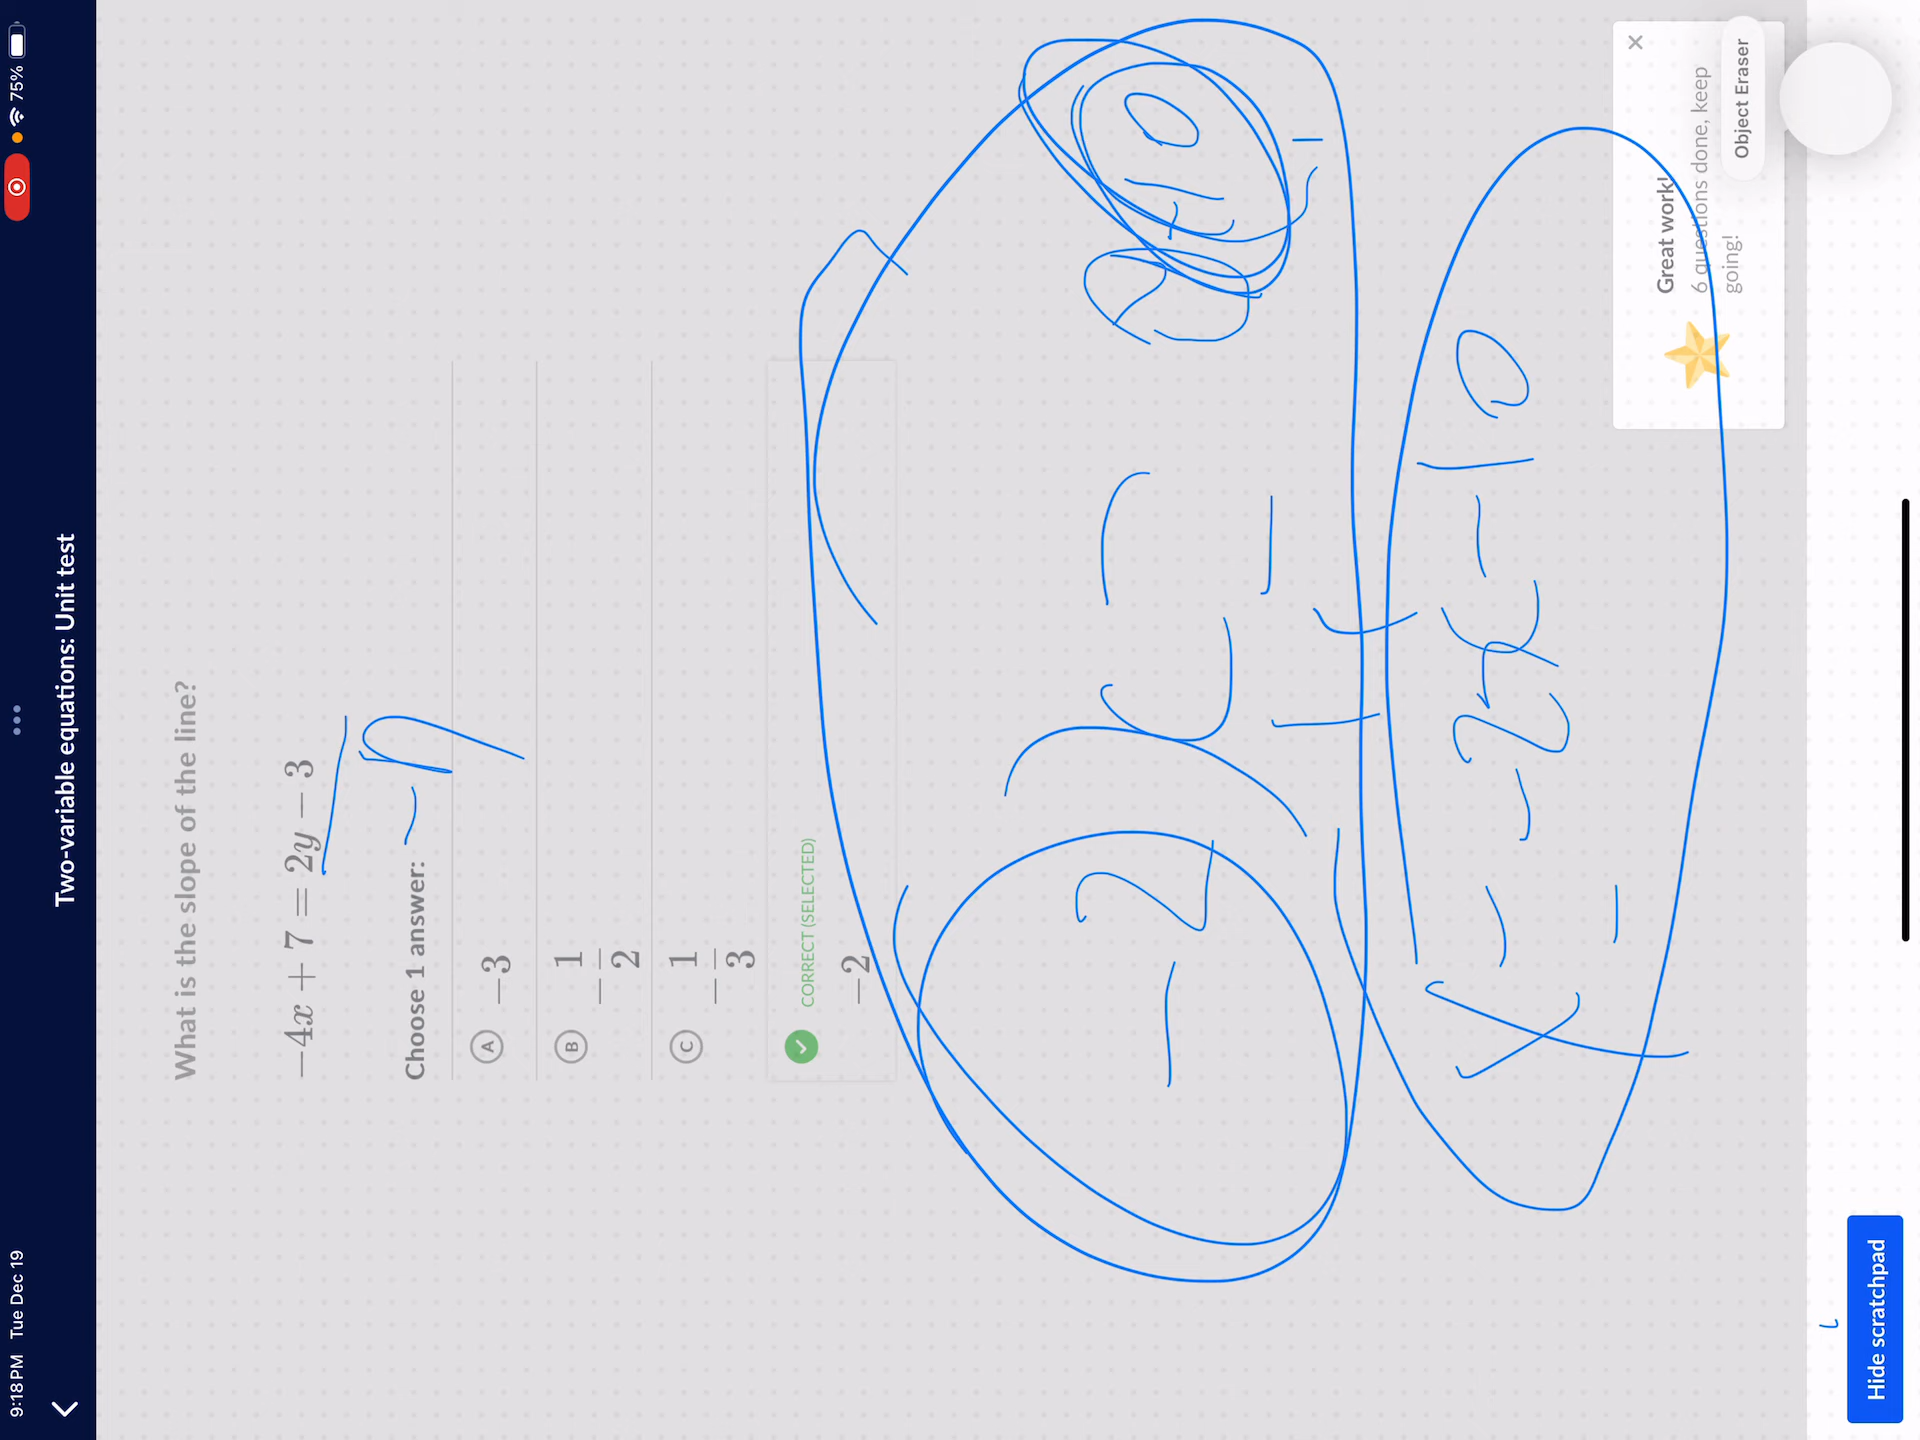 9:18 PM Tue Dec 19
75%
Two-variable equations: Unit test
What is the slope of the line?
−4x + 7 = 2y − 3
Choose 1 answer:
A −3
B −1/2
C −1/3
CORRECT (SELECTED)
−2
Great work!
6 questions done, keep going!
Object Eraser
Hide scratchpad